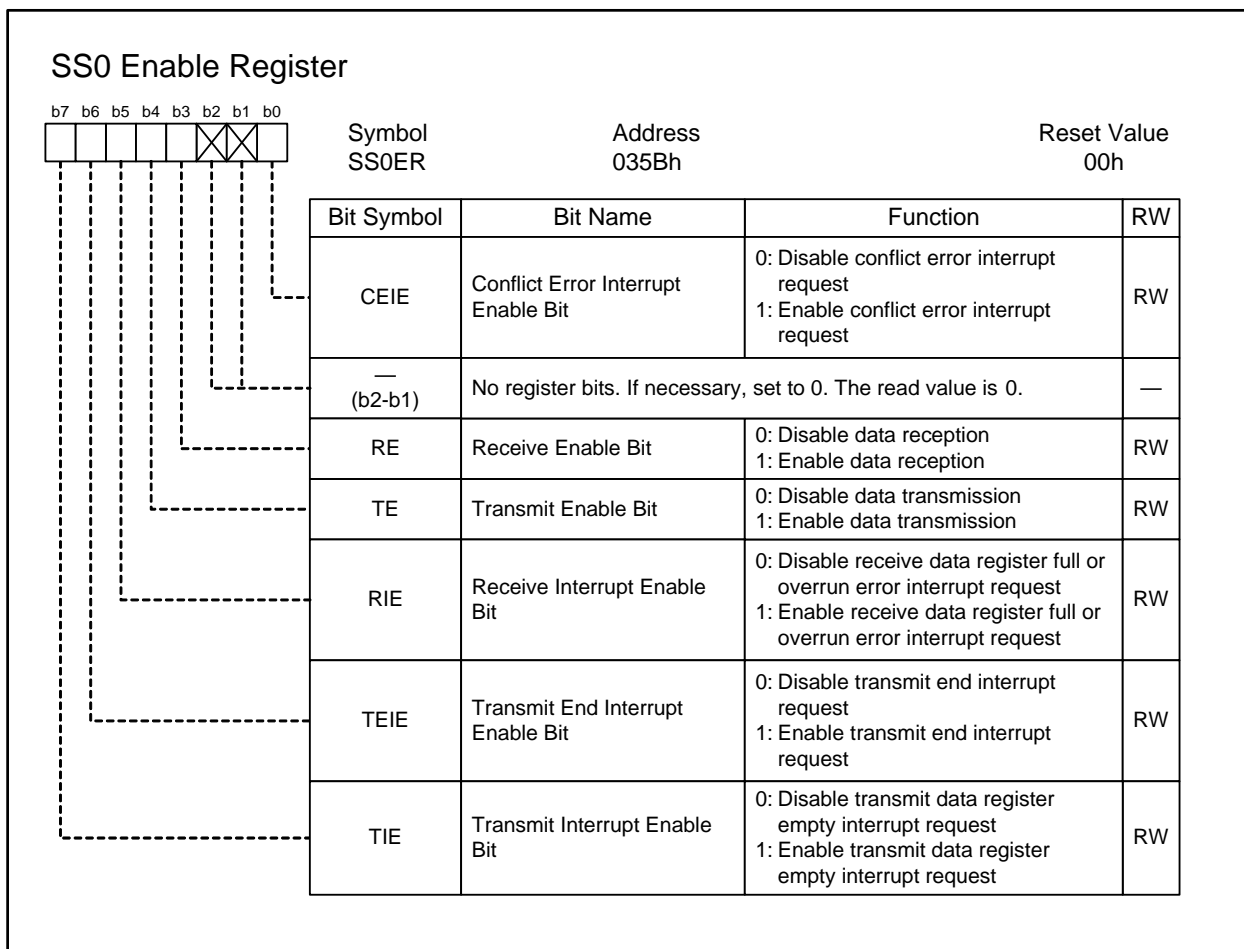 SS0 Enable Register
b7 b6 b5 b4 b3 b2 b1 b0
Symbol Address Reset Value
SS0ER 035Bh 00h
Bit Symbol Bit Name Function RW
CEIE
Conflict Error Interrupt
Enable Bit
0: Disable conflict error interrupt
request
1: Enable conflict error interrupt
request
RW
—
(b2-b1)
No register bits. If necessary, set to 0. The read value is 0.
—
RE
Receive Enable Bit
0: Disable data reception
1: Enable data reception
RW
TE
Transmit Enable Bit
0: Disable data transmission
1: Enable data transmission
RW
RIE
Receive Interrupt Enable
Bit
0: Disable receive data register full or
overrun error interrupt request
1: Enable receive data register full or
overrun error interrupt request
RW
TEIE
Transmit End Interrupt
Enable Bit
0: Disable transmit end interrupt
request
1: Enable transmit end interrupt
request
RW
TIE
Transmit Interrupt Enable
Bit
0: Disable transmit data register
empty interrupt request
1: Enable transmit data register
empty interrupt request
RW